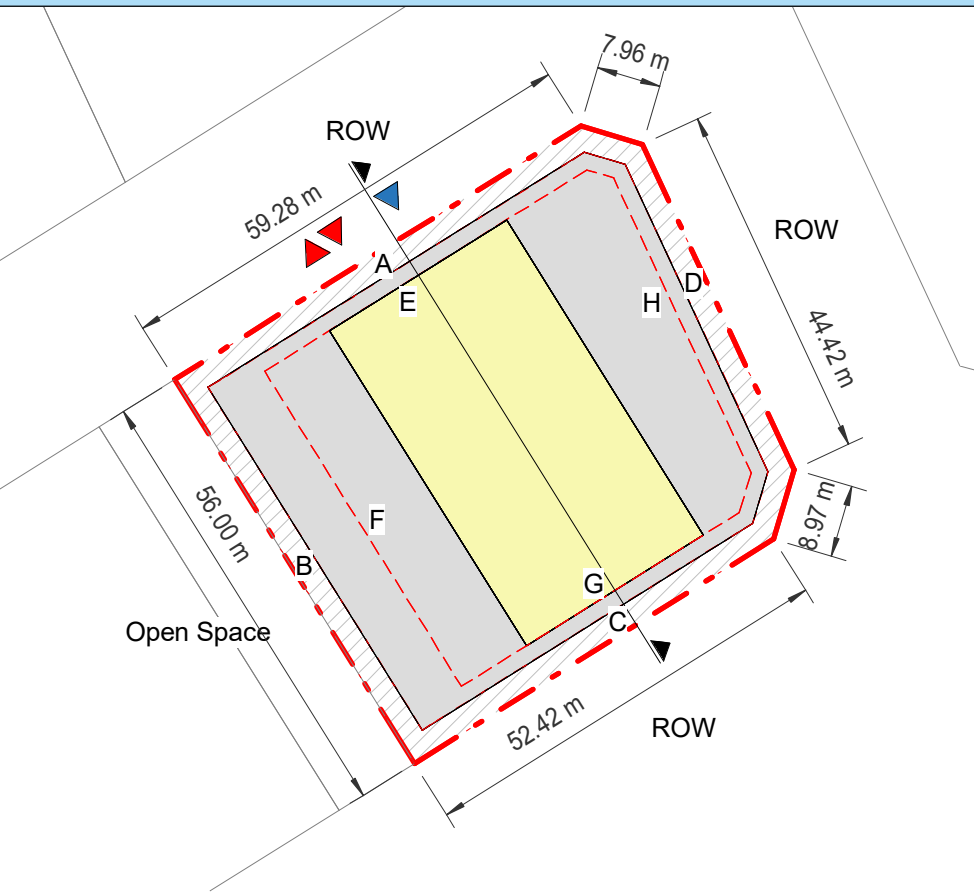 7.96 m
ROW
59.28 m
ROW
A
D
E
H
44.42 m
56.00 m
F
8.97 m
B
G
C
Open Space
52.42 m
ROW